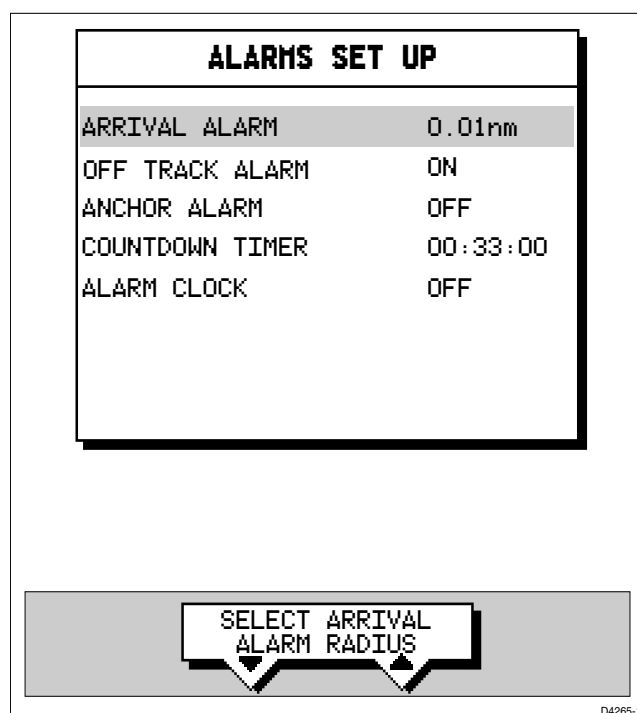 ALARMS SET UP
ARRIVAL ALARM 0.01nm
OFF TRACK ALARM ON
ANCHOR ALARM OFF
COUNTDOWN TIMER 00:33:00
ALARM CLOCK OFF
SELECT ARRIVAL
ALARM RADIUS